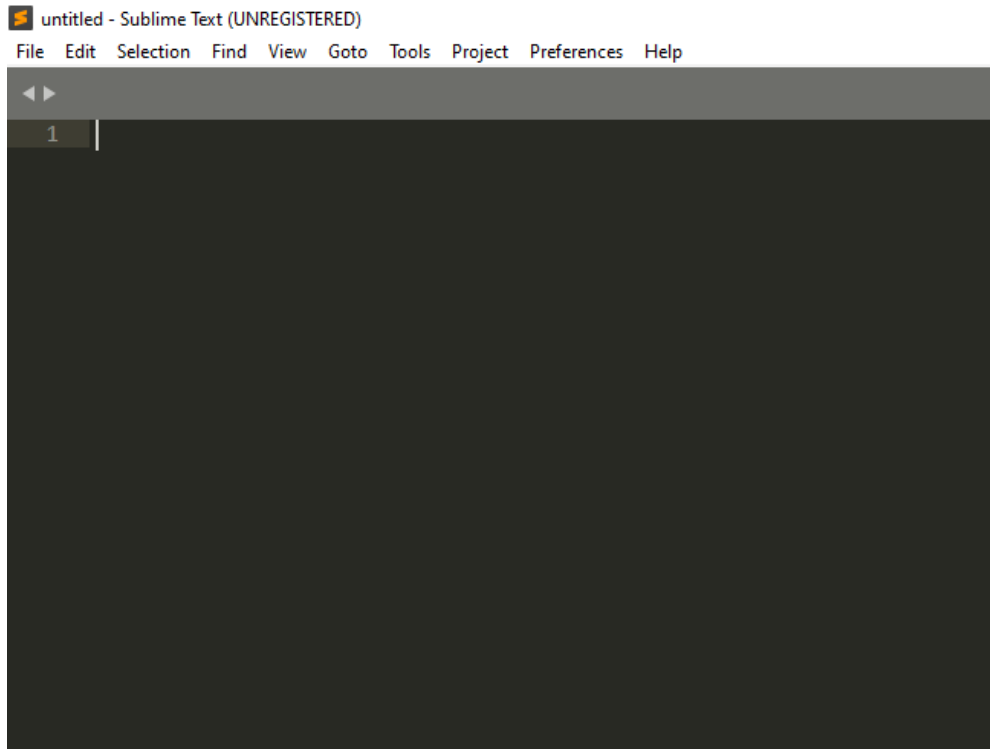 untitled - Sublime Text (UNREGISTERED)
File Edit Selection Find View Goto Tools Project Preferences Help
1